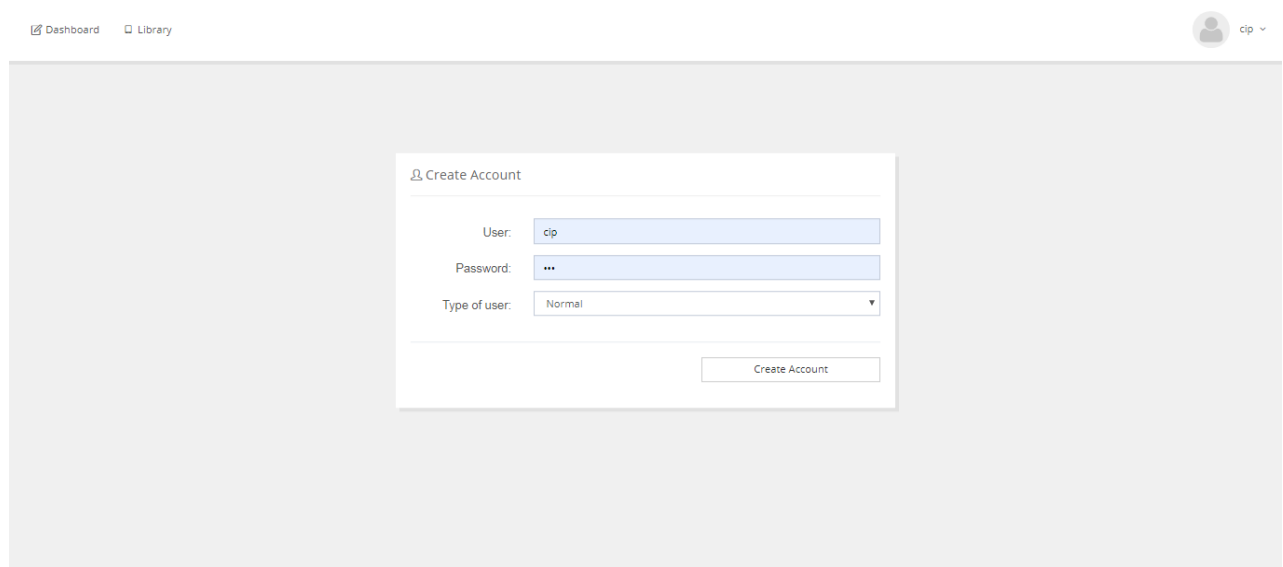 Dashboard Library cip
Create Account
User: cip
Password: •••
Type of user: Normal
Create Account